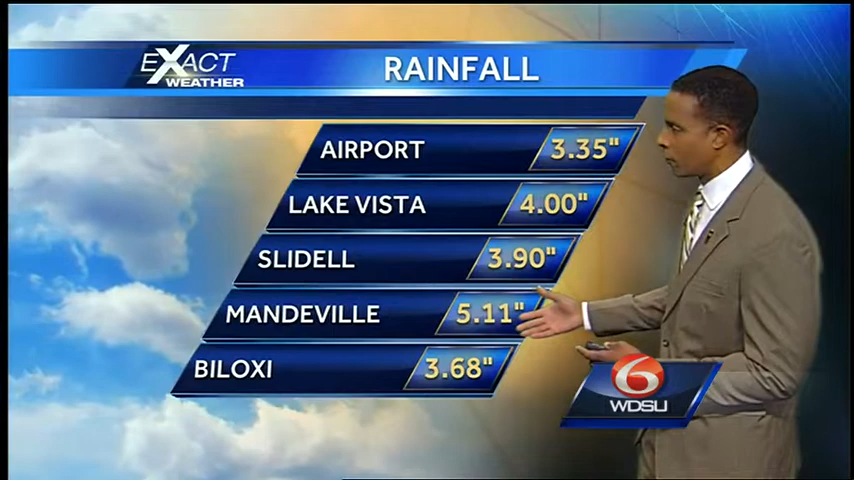 EXACT
WEATHER
RAINFALL
AIRPORT 3.35"
LAKE VISTA 4.00"
SLIDELL 3.90"
MANDEVILLE 5.11"
BILOXI 3.68"
6
WDSU